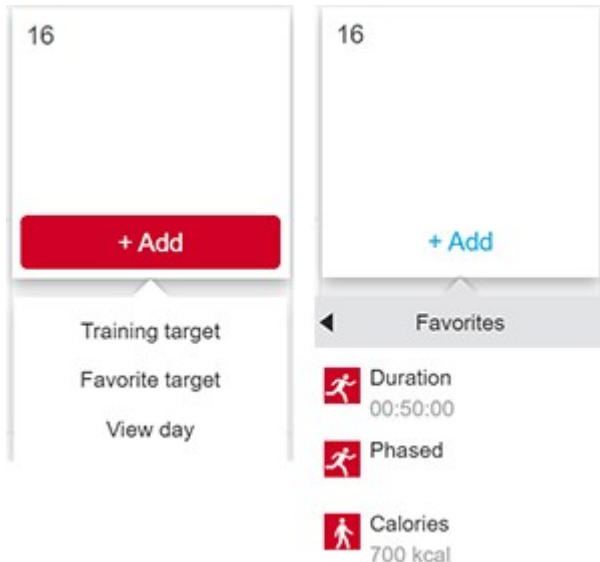 16
+ Add
Training target
Favorite target
View day
16
+ Add
Favorites
Duration
00:50:00
Phased
Calories
700 kcal